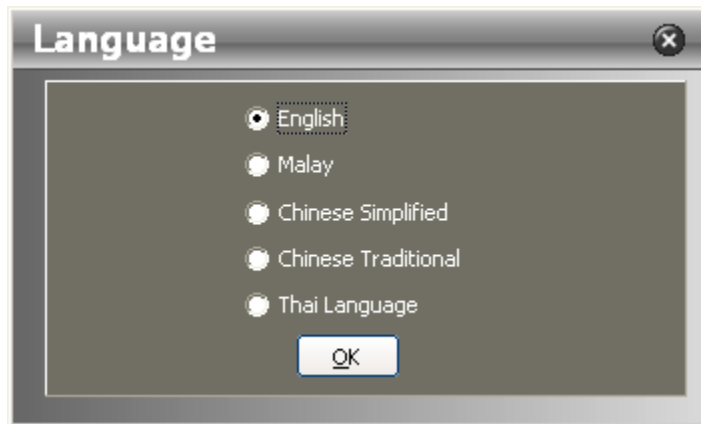 Language
English
Malay
Chinese Simplified
Chinese Traditional
Thai Language
OK